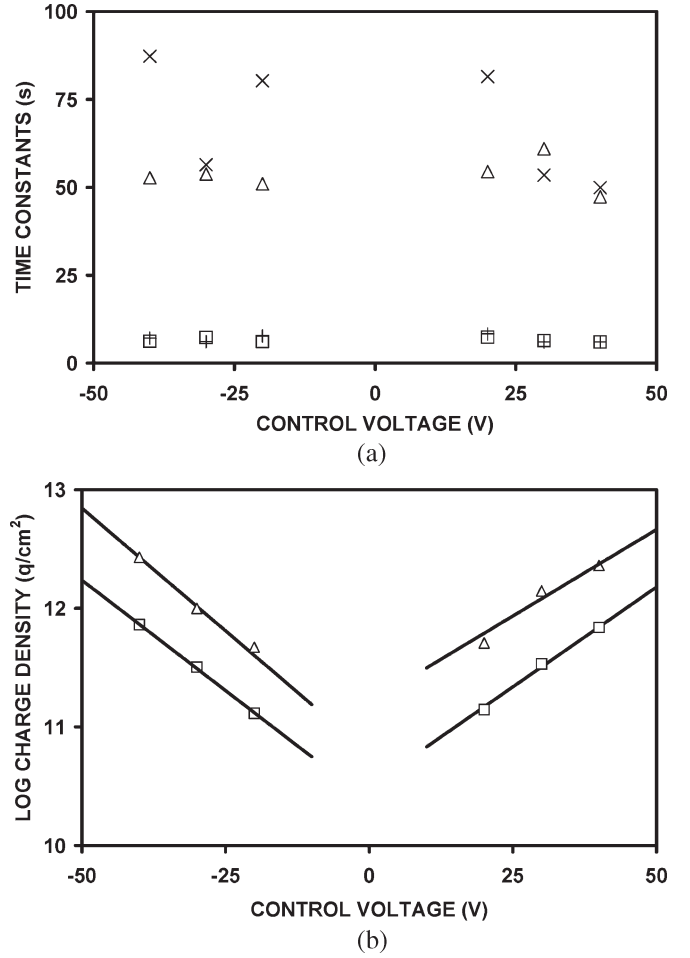 100
75
50
25
0
TIME CONSTANTS (s)
-50 -25 0 25 50
CONTROL VOLTAGE (V)
(a)
13
12
11
10
LOG CHARGE DENSITY (q/cm²)
-50 -25 0 25 50
CONTROL VOLTAGE (V)
(b)